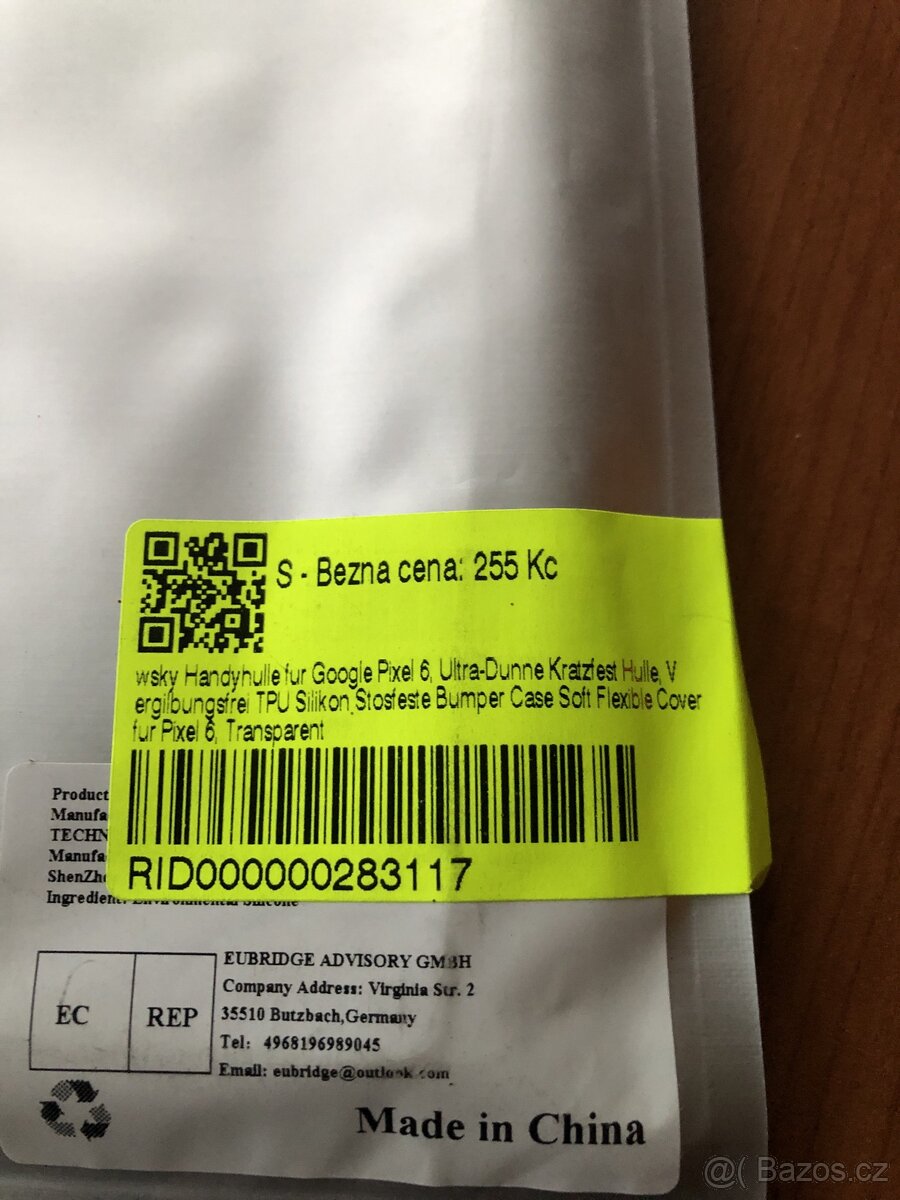 S - Bezna cena: 255 Kc
wsky Handyhulle fur Google Pixel 6, Ultra-Dunne Kratzfest Hulle, V
ergilbungsfrei TPU Silikon Stosfeste Bumper Case Soft Flexible Cover
fur Pixel 6, Transparent
RID000000283117
Product
Manufa
TECHN
Manufa
ShenZhe
Ingredient: Environmental Silicone
EC REP
EUBRIDGE ADVISORY GMBH
Company Address: Virginia Str. 2
35510 Butzbach,Germany
Tel: 4968196989045
Email: eubridge@outlook.com
Made in China
@( Bazos.cz